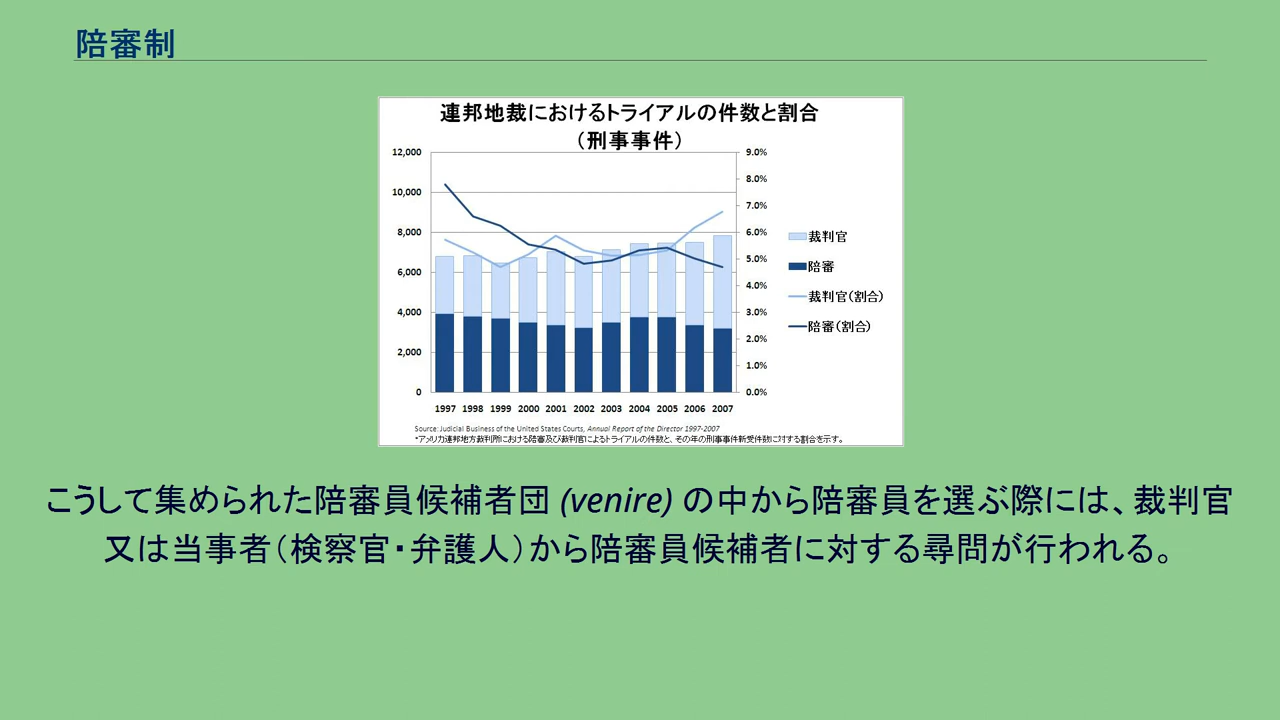 陪審制
連邦地裁におけるトライアルの件数と割合
（刑事事件）
12,000
10,000
8,000
6,000
4,000
2,000
0
9.0%
8.0%
7.0%
6.0%
5.0%
4.0%
3.0%
2.0%
1.0%
0.0%
1997 1998 1999 2000 2001 2002 2003 2004 2005 2006 2007
裁判官
陪審
裁判官（割合）
陪審（割合）
Source: Judicial Business of the United States Courts, Annual Report of the Director 1997-2007
*アメリカ連邦地方裁判所における陪審及び裁判官によるトライアルの件数と、その年の刑事事件新受件数に対する割合を示す。
こうして集められた陪審員候補者団 (venire) の中から陪審員を選ぶ際には、裁判官
又は当事者（検察官・弁護人）から陪審員候補者に対する尋問が行われる。